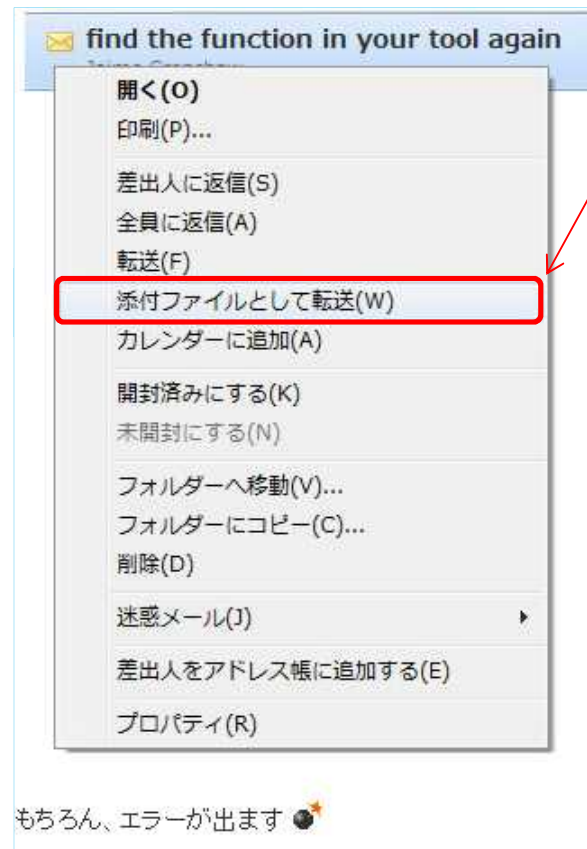 find the function in your tool again
開く(O)
印刷(P)...
差出人に返信(S)
全員に返信(A)
転送(F)
添付ファイルとして転送(W)
カレンダーに追加(A)
開封済みにする(K)
未開封にする(N)
フォルダーへ移動(V)...
フォルダーにコピー(C)...
削除(D)
迷惑メール(J)
差出人をアドレス帳に追加する(E)
プロパティ(R)
もちろん、エラーが出ます